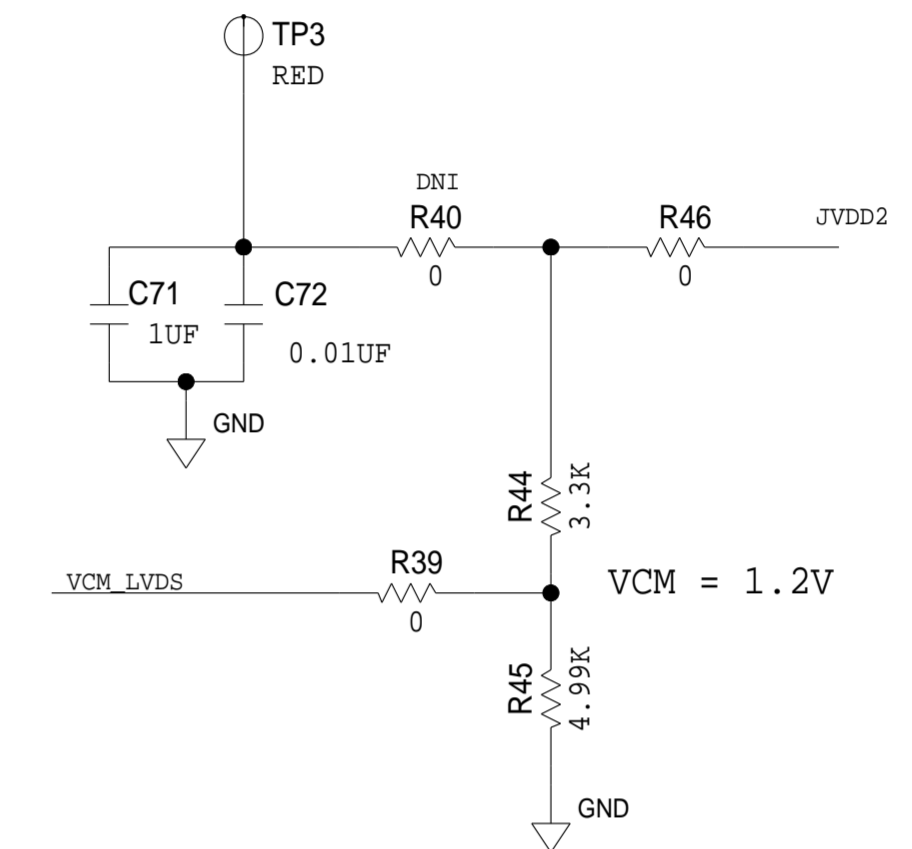 TP3
RED
DNI
R40
0
R46
0
JVDD2
C71
1UF
C72
0.01UF
GND
R44
3.3K
VCM_LVDS
R39
0
VCM = 1.2V
R45
4.99K
GND